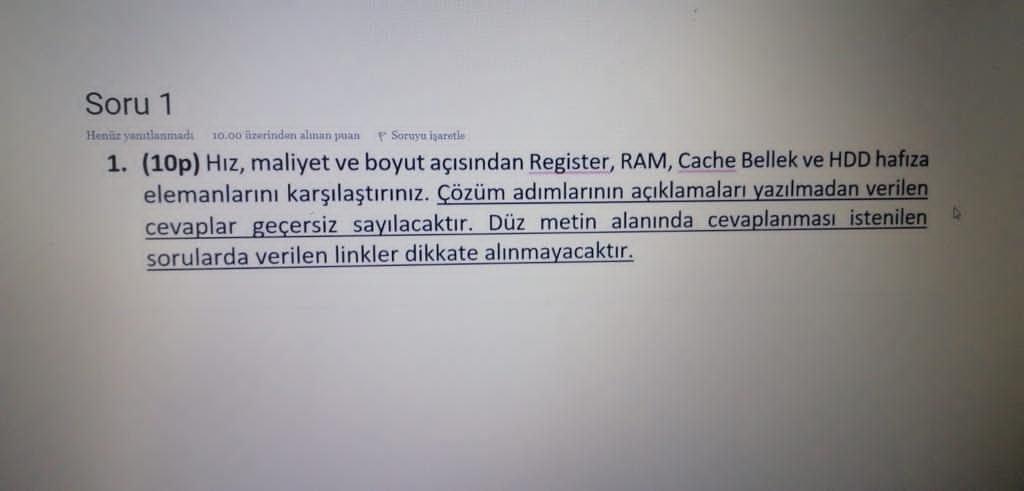 Soru 1
Henüz yanıtlanmadı 10.00 üzerinden alınan puan Soruyu işaretle
1. (10p) Hız, maliyet ve boyut açısından Register, RAM, Cache Bellek ve HDD hafıza
elemanlarını karşılaştırınız. Çözüm adımlarının açıklamaları yazılmadan verilen
cevaplar geçersiz sayılacaktır. Düz metin alanında cevaplanması istenilen
sorularda verilen linkler dikkate alınmayacaktır.